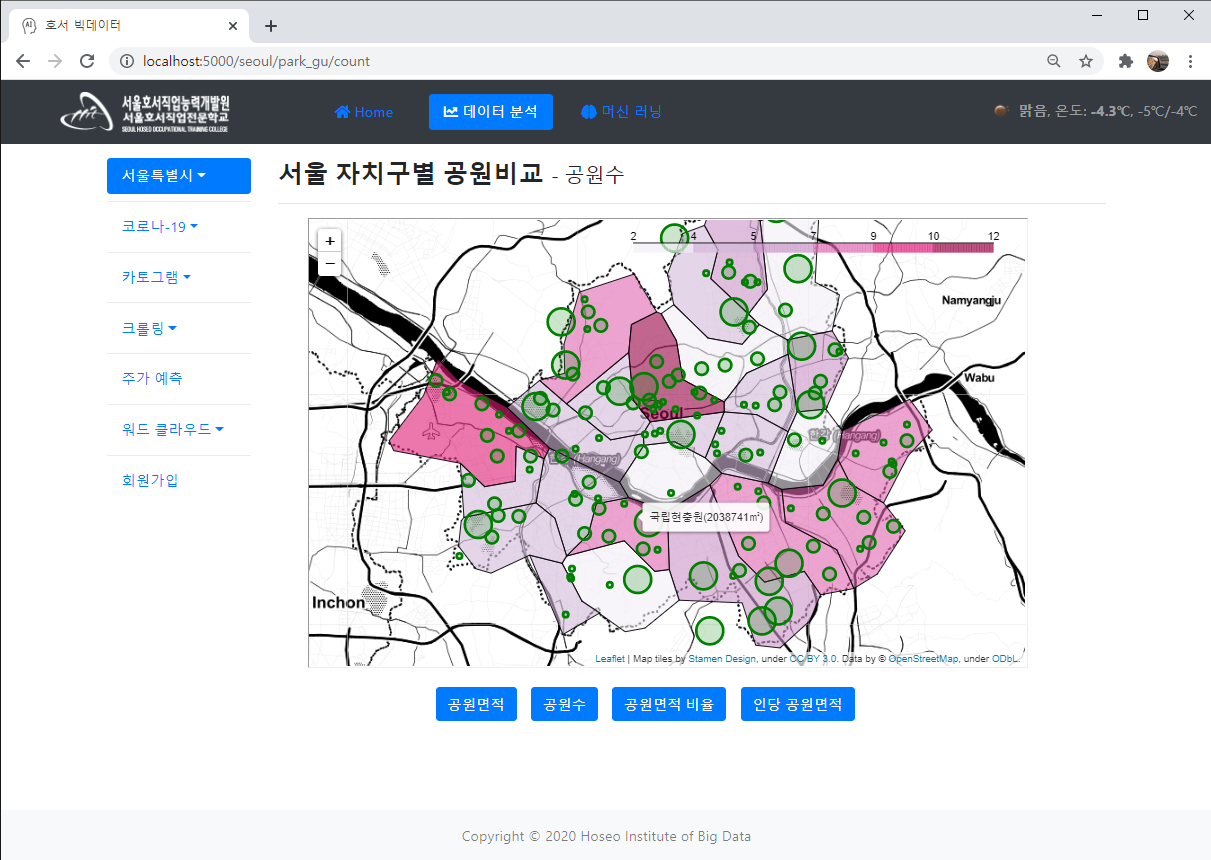 호서 빅데이터
localhost:5000/seoul/park_gu/count
서울호서직업능력개발원
서울호서직업전문학교
SEOUL HOSEO OCCUPATIONAL TRAINING COLLEGE
Home
데이터 분석
머신 러닝
맑음, 온도: -4.3℃, -5℃/-4℃
서울특별시
코로나-19
카토그램
크롤링
주가 예측
워드 클라우드
회원가입
서울 자치구별 공원비교 - 공원수
+
−
2 4 5 7 9 10 12
Namyangju
Wabu
Seoul
한강 (Hangang)
(Hangang)
국립현충원(2038741㎡)
Inchon
Leaflet | Map tiles by Stamen Design, under CC BY 3.0. Data by © OpenStreetMap, under ODbL.
공원면적
공원수
공원면적 비율
인당 공원면적
Copyright © 2020 Hoseo Institute of Big Data